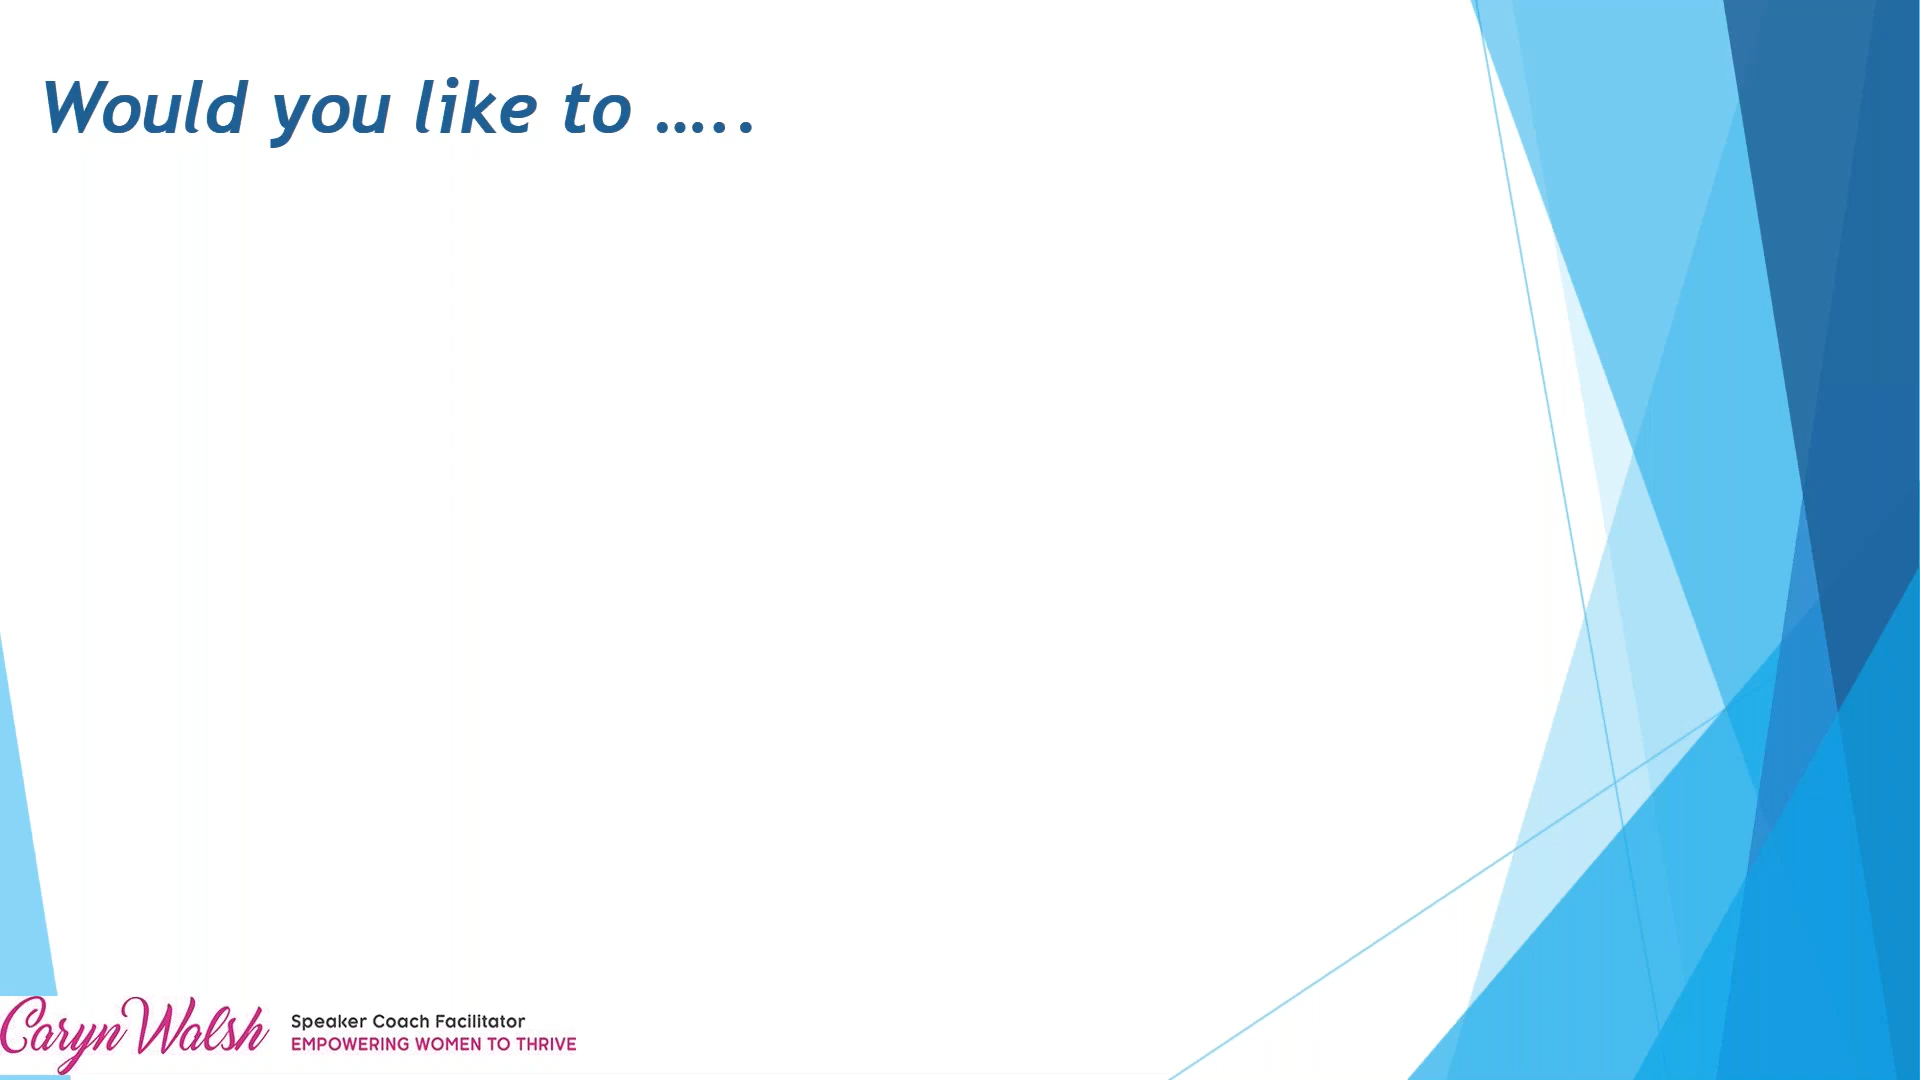 Would you like to .....
Caryn Walsh
Speaker Coach Facilitator
EMPOWERING WOMEN TO THRIVE